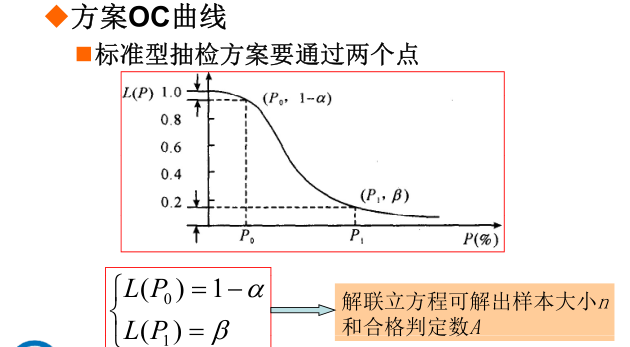 方案OC曲线
标准型抽检方案要通过两个点
L(P) 1.0
(P₀, 1-α)
0.8
0.6
0.4
(P₁, β)
0.2
P₀
P₁
P(%)
L(P₀) = 1 - α
L(P₁) = β
解联立方程可解出样本大小n
和合格判定数A